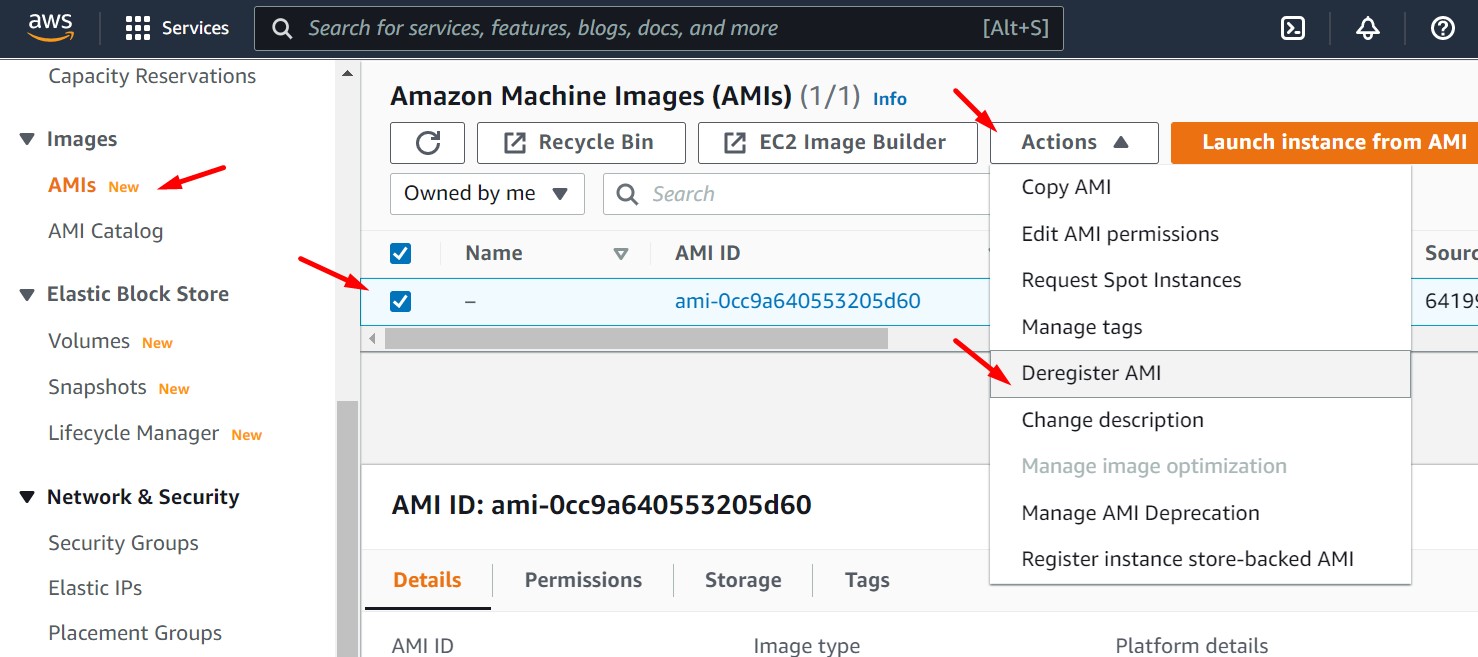 aws
Services
Search for services, features, blogs, docs, and more [Alt+S]
Capacity Reservations
Images
AMIs New
AMI Catalog
Elastic Block Store
Volumes New
Snapshots New
Lifecycle Manager New
Network & Security
Security Groups
Elastic IPs
Placement Groups
Amazon Machine Images (AMIs) (1/1) Info
Recycle Bin
EC2 Image Builder
Actions
Launch instance from AMI
Owned by me
Search
Name
AMI ID
Sourc
–
ami-0cc9a640553205d60
64199
Copy AMI
Edit AMI permissions
Request Spot Instances
Manage tags
Deregister AMI
Change description
Manage image optimization
Manage AMI Deprecation
Register instance store-backed AMI
AMI ID: ami-0cc9a640553205d60
Details
Permissions
Storage
Tags
AMI ID
Image type
Platform details